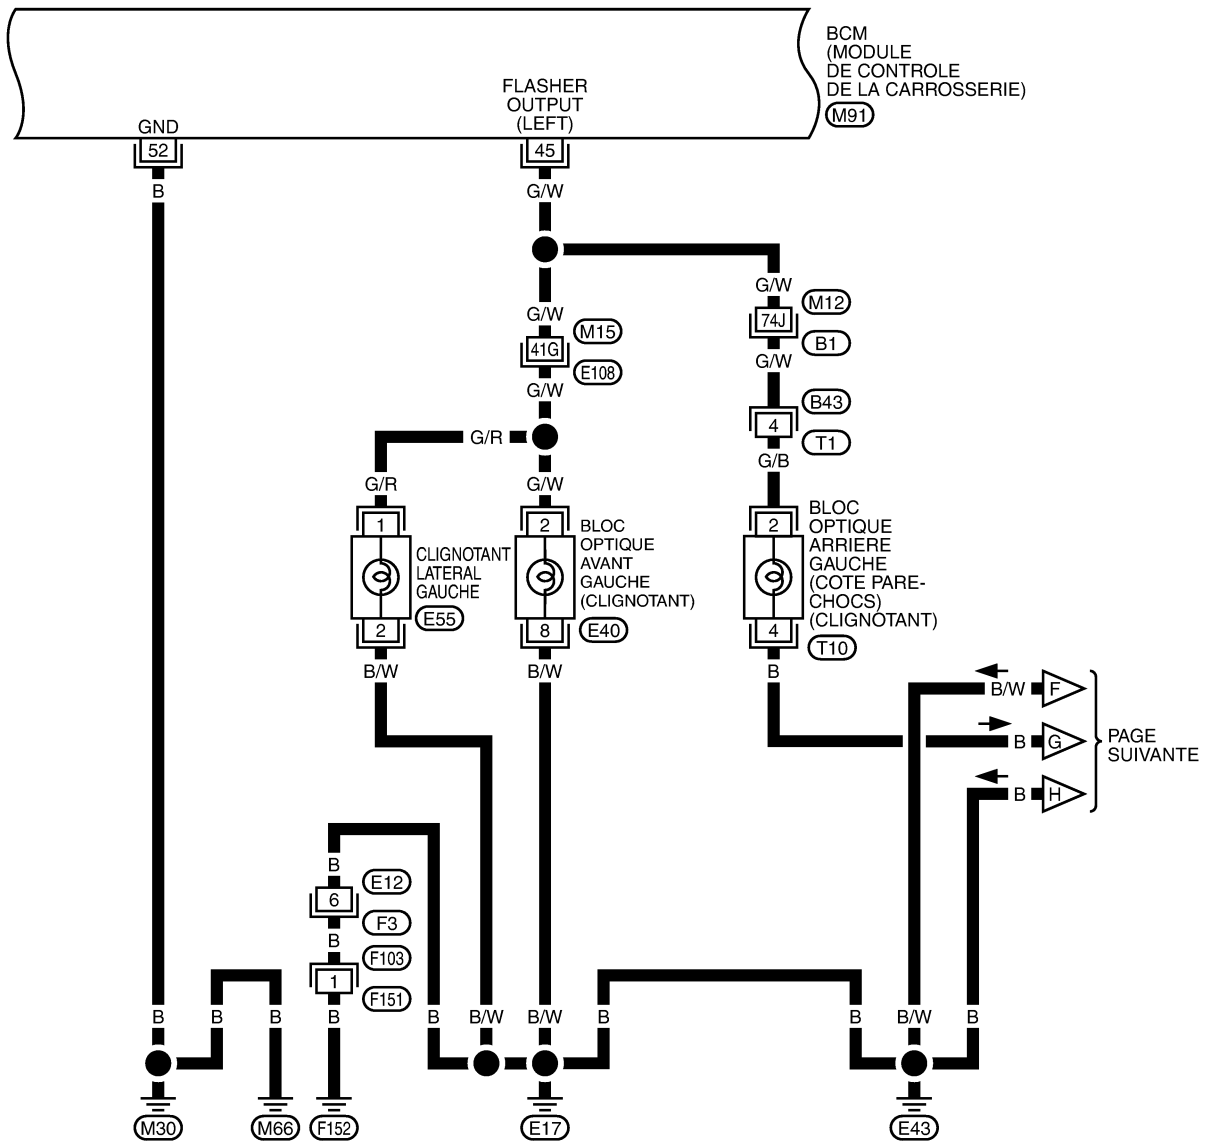 BCM
(MODULE
DE CONTROLE
DE LA CARROSSERIE)
M91
FLASHER
OUTPUT
(LEFT)
GND
52
45
B
G/W
G/W
M12
74J
B1
G/W
M15
41G
E108
G/W
G/W
B43
4
T1
G/B
G/R
G/R
G/W
1
2
2
CLIGNOTANT
LATERAL
GAUCHE
E55
BLOC
OPTIQUE
AVANT
GAUCHE
(CLIGNOTANT)
E40
BLOC
OPTIQUE
ARRIERE
GAUCHE
(COTE PARE-
CHOCS)
(CLIGNOTANT)
T10
2
8
4
B/W
B/W
B
B/W
F
B
G
B
H
PAGE
SUIVANTE
B
E12
6
F3
B
F103
1
F151
B
B
B
B
B
B/W
B/W
B
B
B/W
B
M30
M66
F152
E17
E43